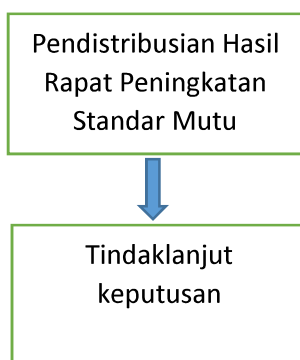 Pendistribusian Hasil
Rapat Peningkatan
Standar Mutu
Tindaklanjut
keputusan